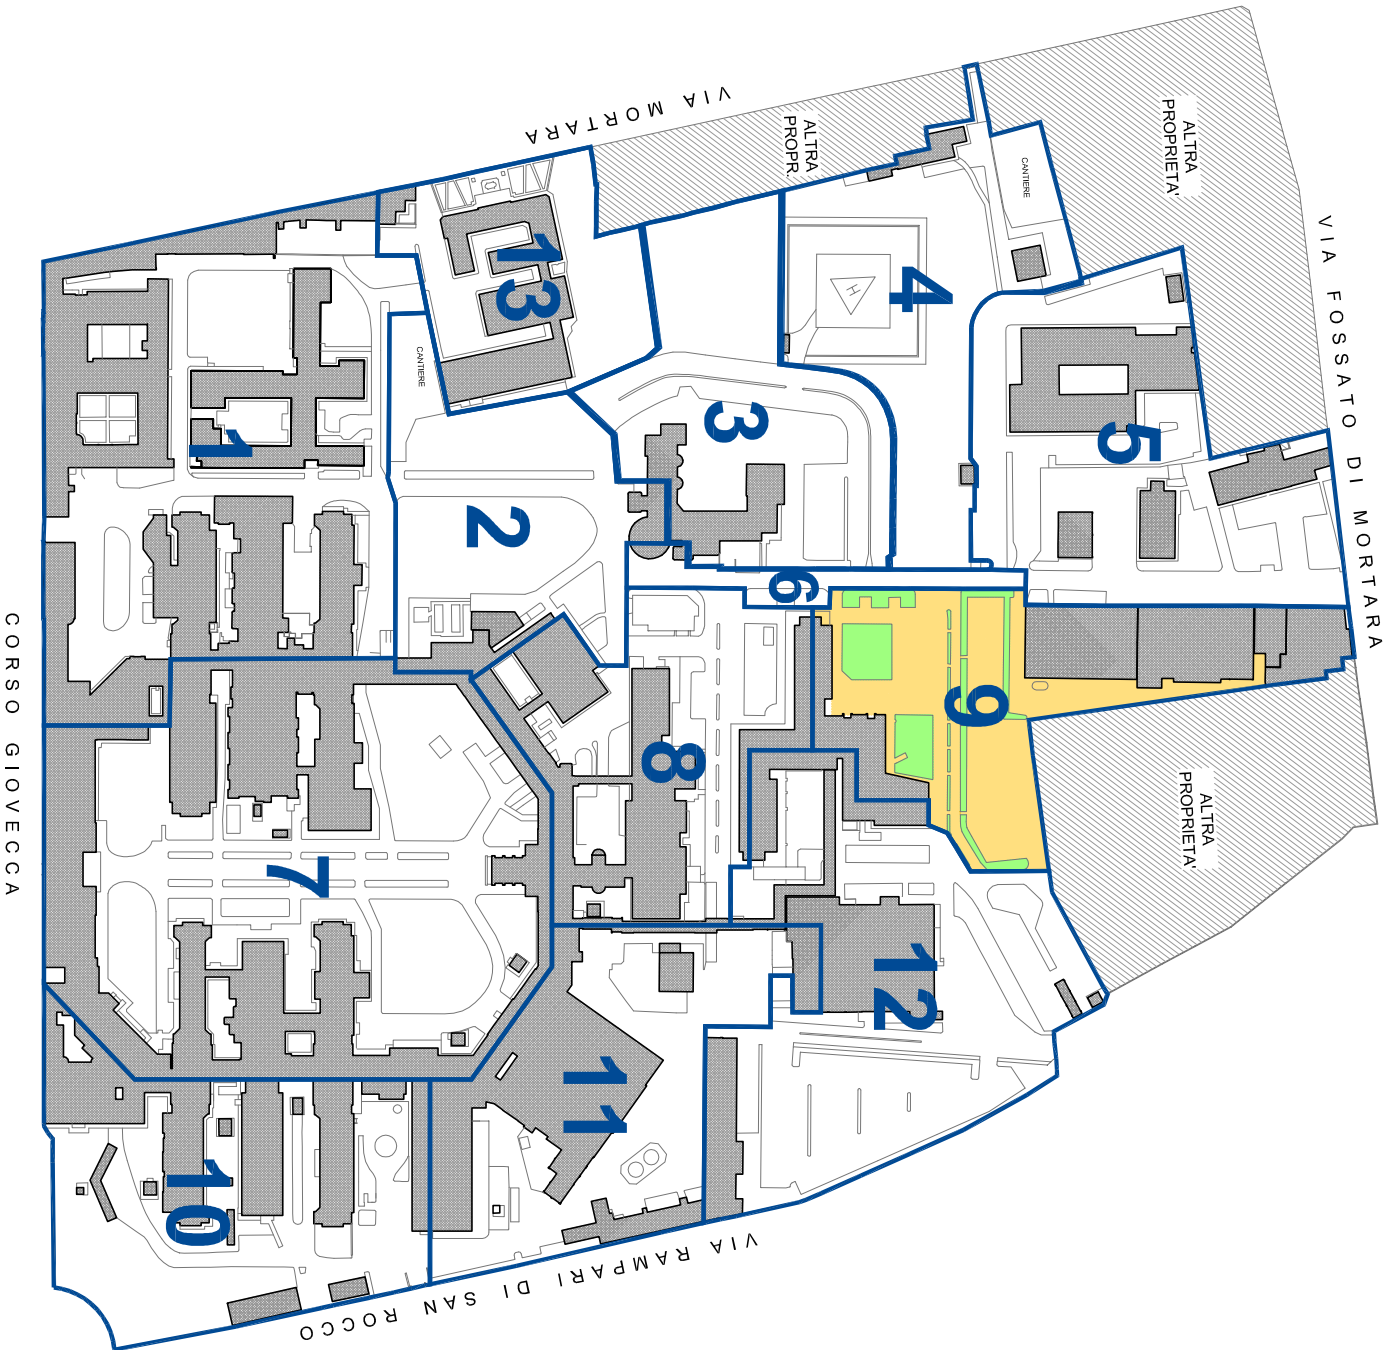 VIA MORTARA
ALTRA
PROPR.
ALTRA
PROPRIETA'
CANTIERE
VIA FOSSATO DI MORTARA
H
4
13
CANTIERE
3
5
1
2
6
9
8
ALTRA
PROPRIETA'
CORSO GIOVECCA
7
12
11
10
VIA RAMPARI DI SAN ROCCO